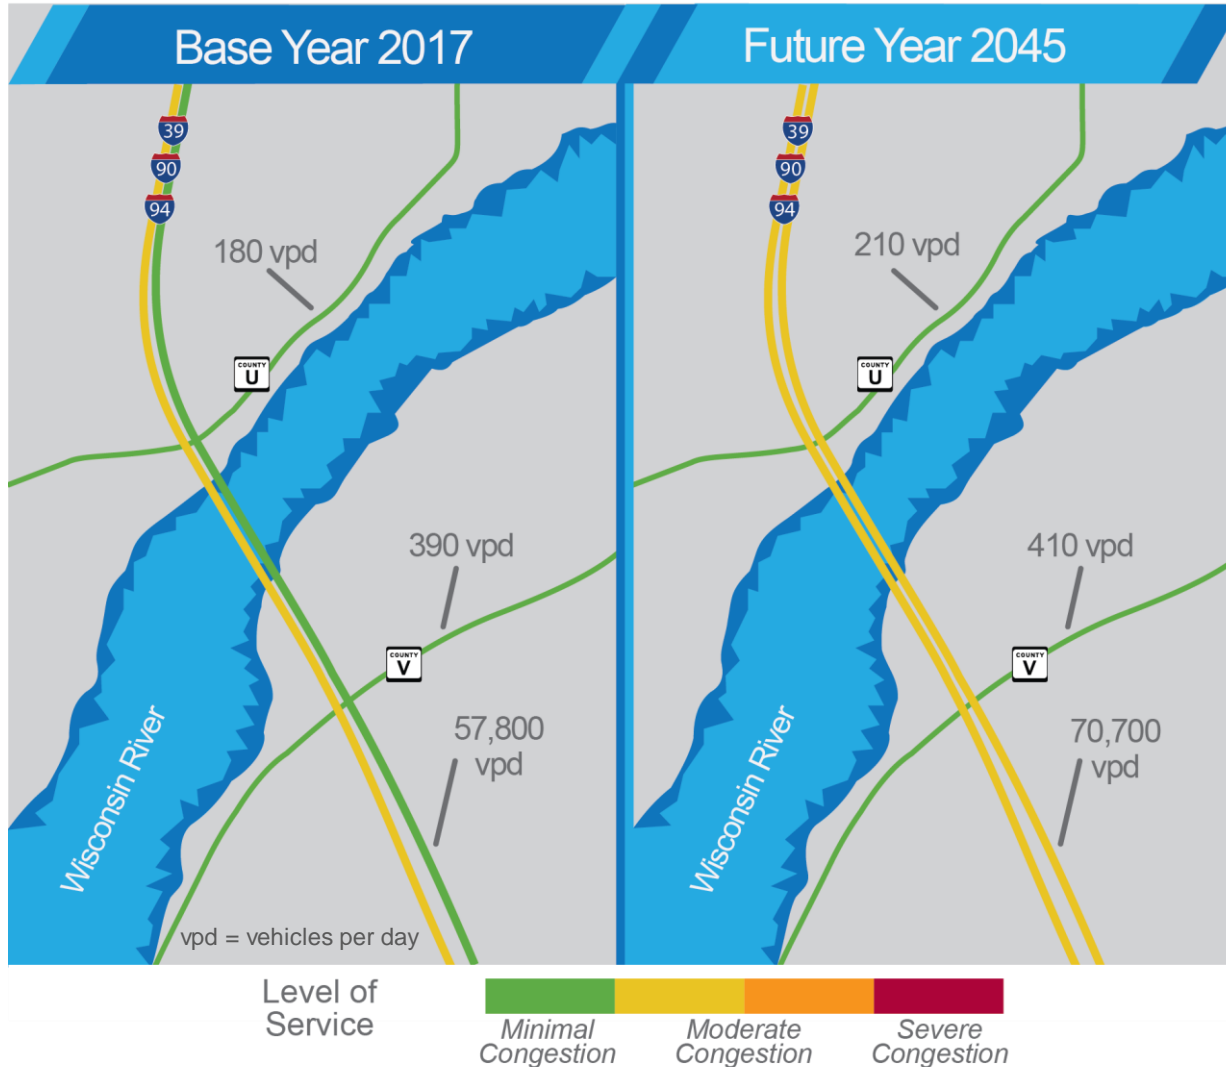 Base Year 2017
39
90
94
180 vpd
COUNTY
U
390 vpd
COUNTY
V
57,800
vpd
Wisconsin River
vpd = vehicles per day
Future Year 2045
39
90
94
210 vpd
COUNTY
U
410 vpd
COUNTY
V
70,700
vpd
Wisconsin River
Level of
Service
Minimal
Congestion
Moderate
Congestion
Severe
Congestion